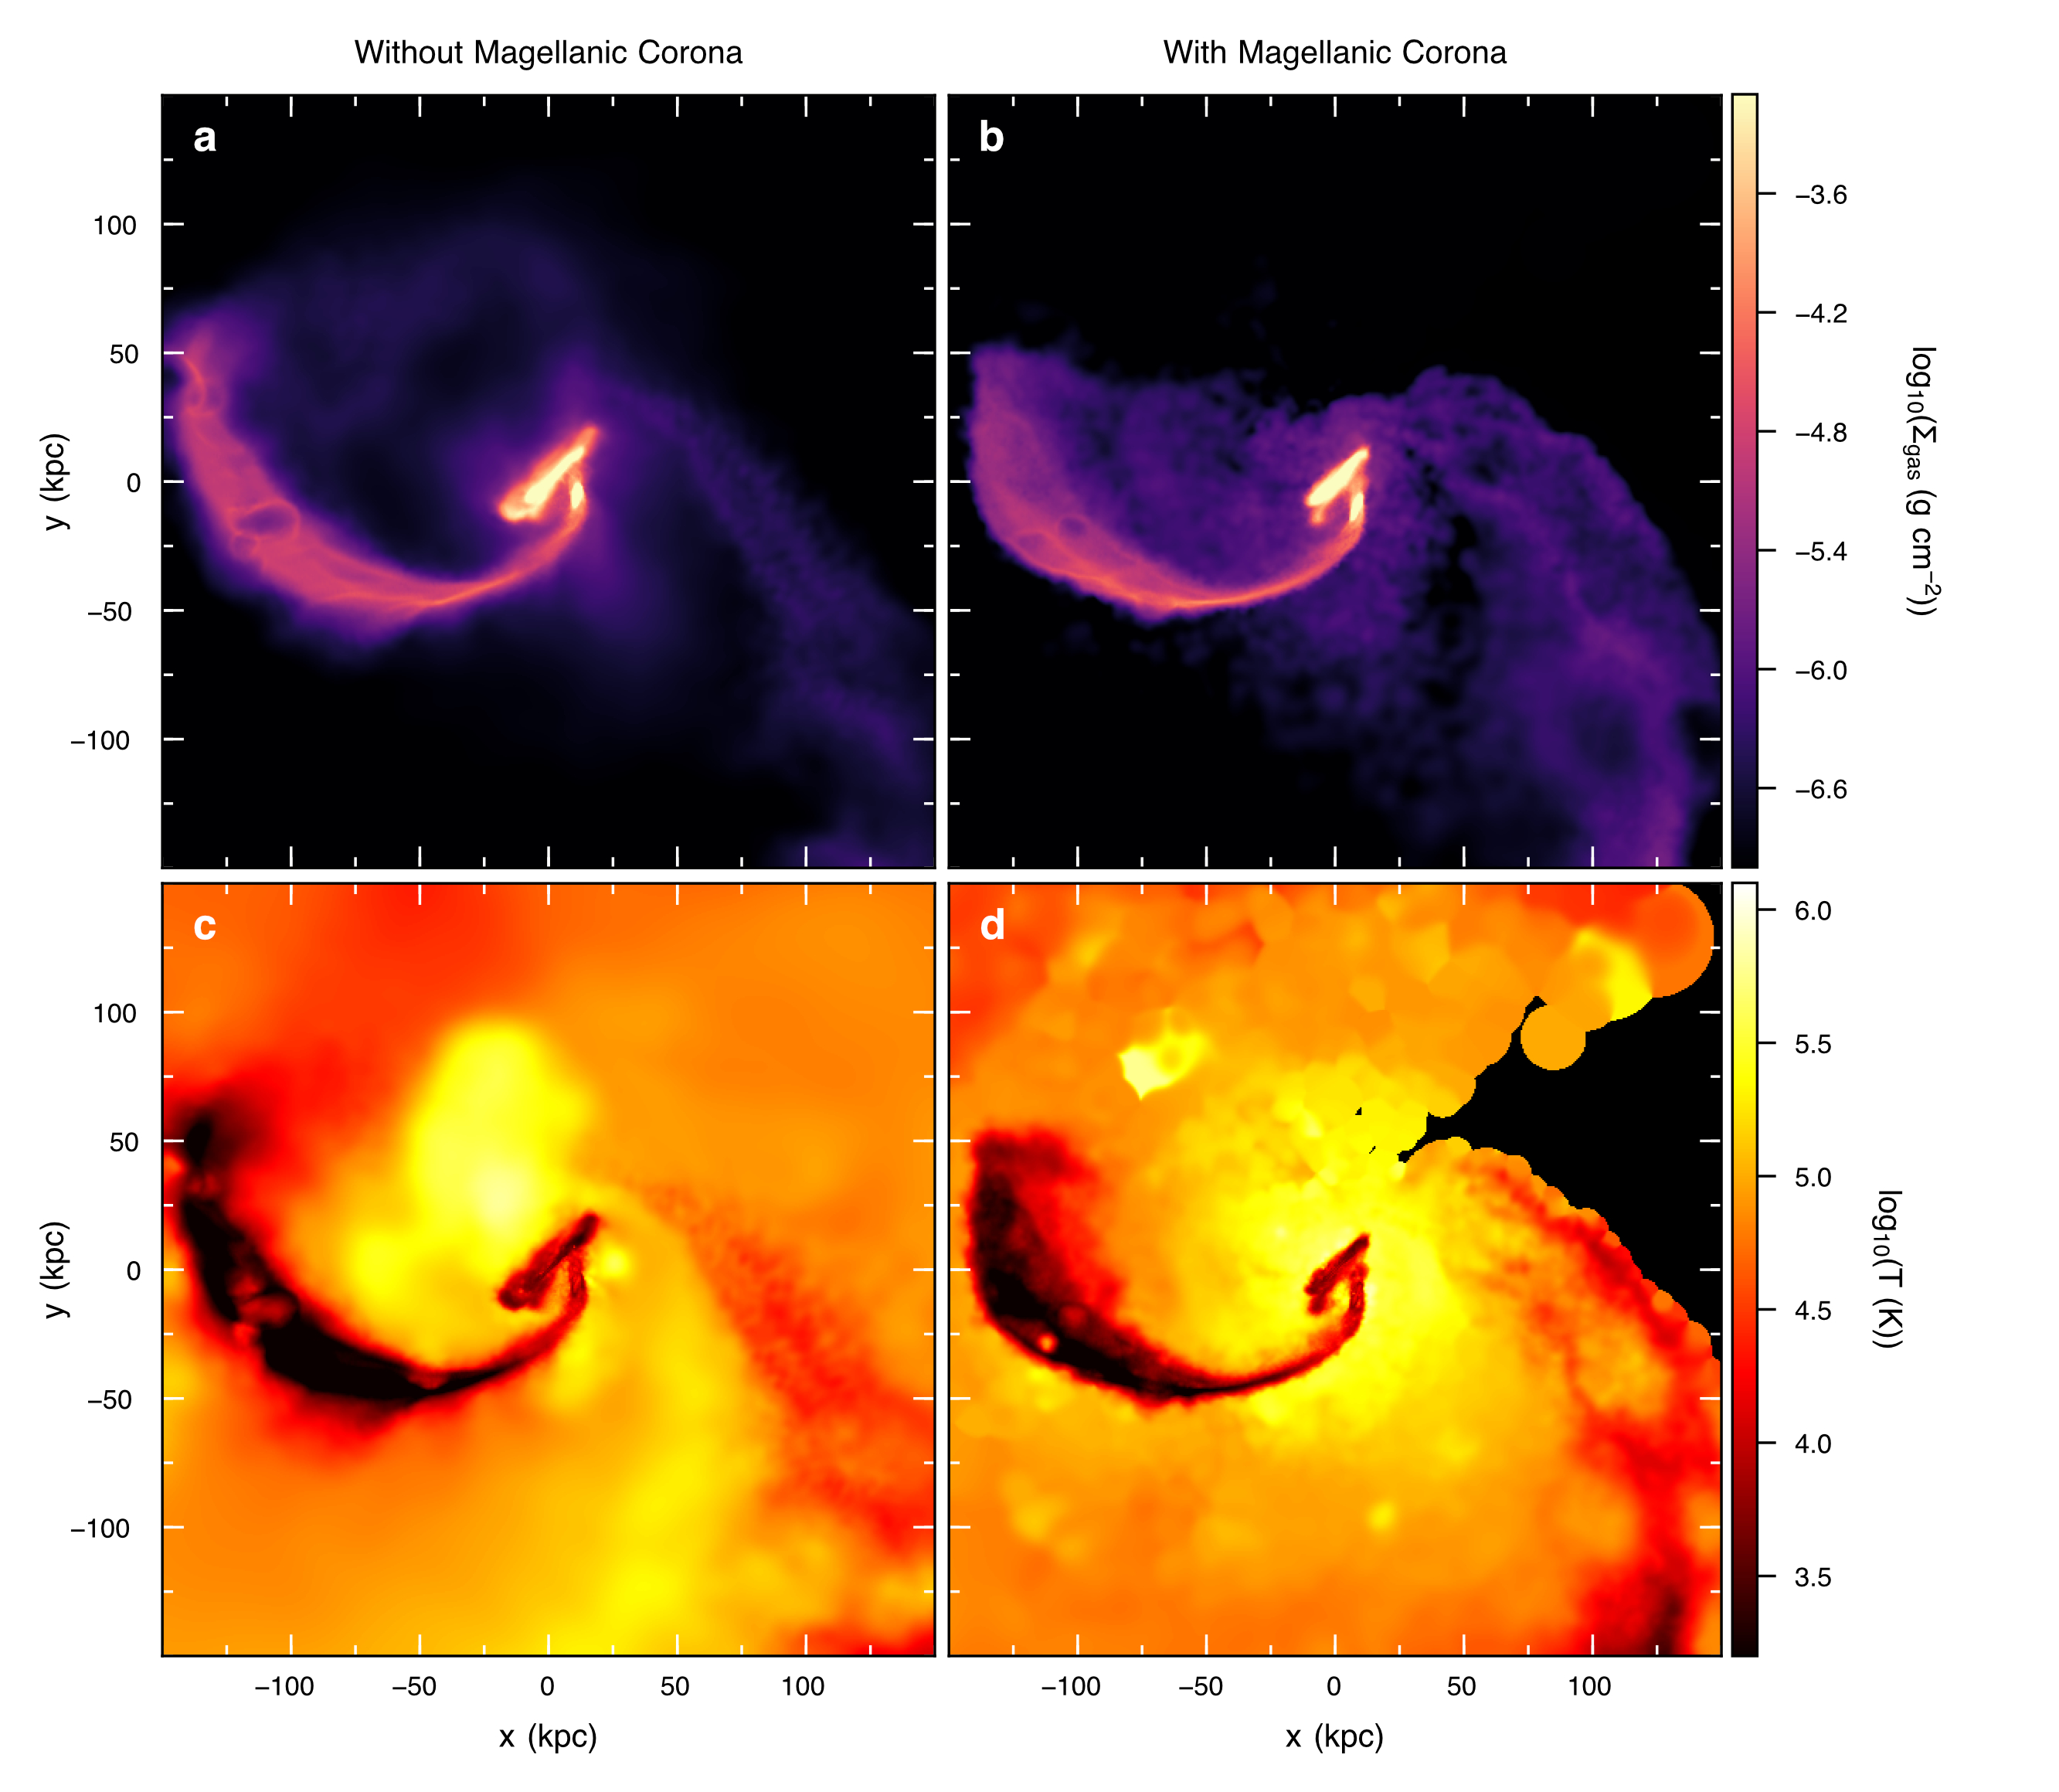 Without Magellanic Corona
With Magellanic Corona
a
b
100
50
0
−50
−100
y (kpc)
−3.6
−4.2
−4.8
−5.4
−6.0
−6.6
log₁₀(Σgas (g cm⁻²))
c
d
100
50
0
−50
−100
y (kpc)
6.0
5.5
5.0
4.5
4.0
3.5
log₁₀(T (K))
−100 −50 0 50 100
−100 −50 0 50 100
x (kpc)
x (kpc)